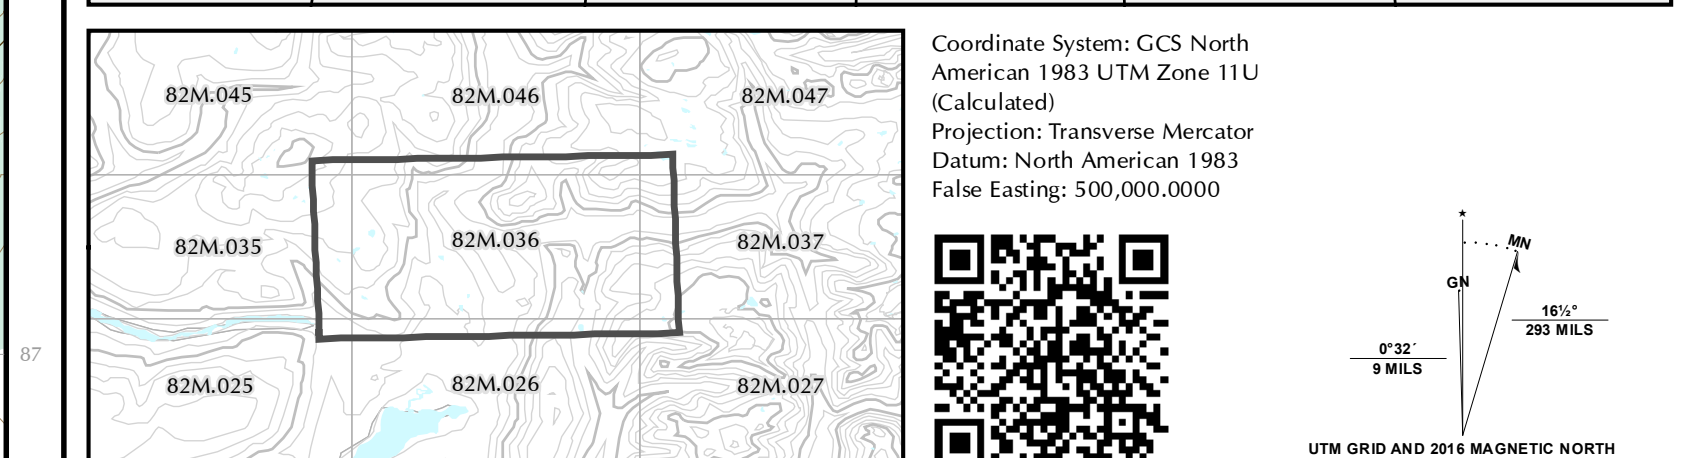 82M.045 82M.046 82M.047
82M.035 82M.036 82M.037
82M.025 82M.026 82M.027
87
Coordinate System: GCS North
American 1983 UTM Zone 11U
(Calculated)
Projection: Transverse Mercator
Datum: North American 1983
False Easting: 500,000.0000
MN
GN
16½°
293 MILS
0°32´
9 MILS
UTM GRID AND 2016 MAGNETIC NORTH